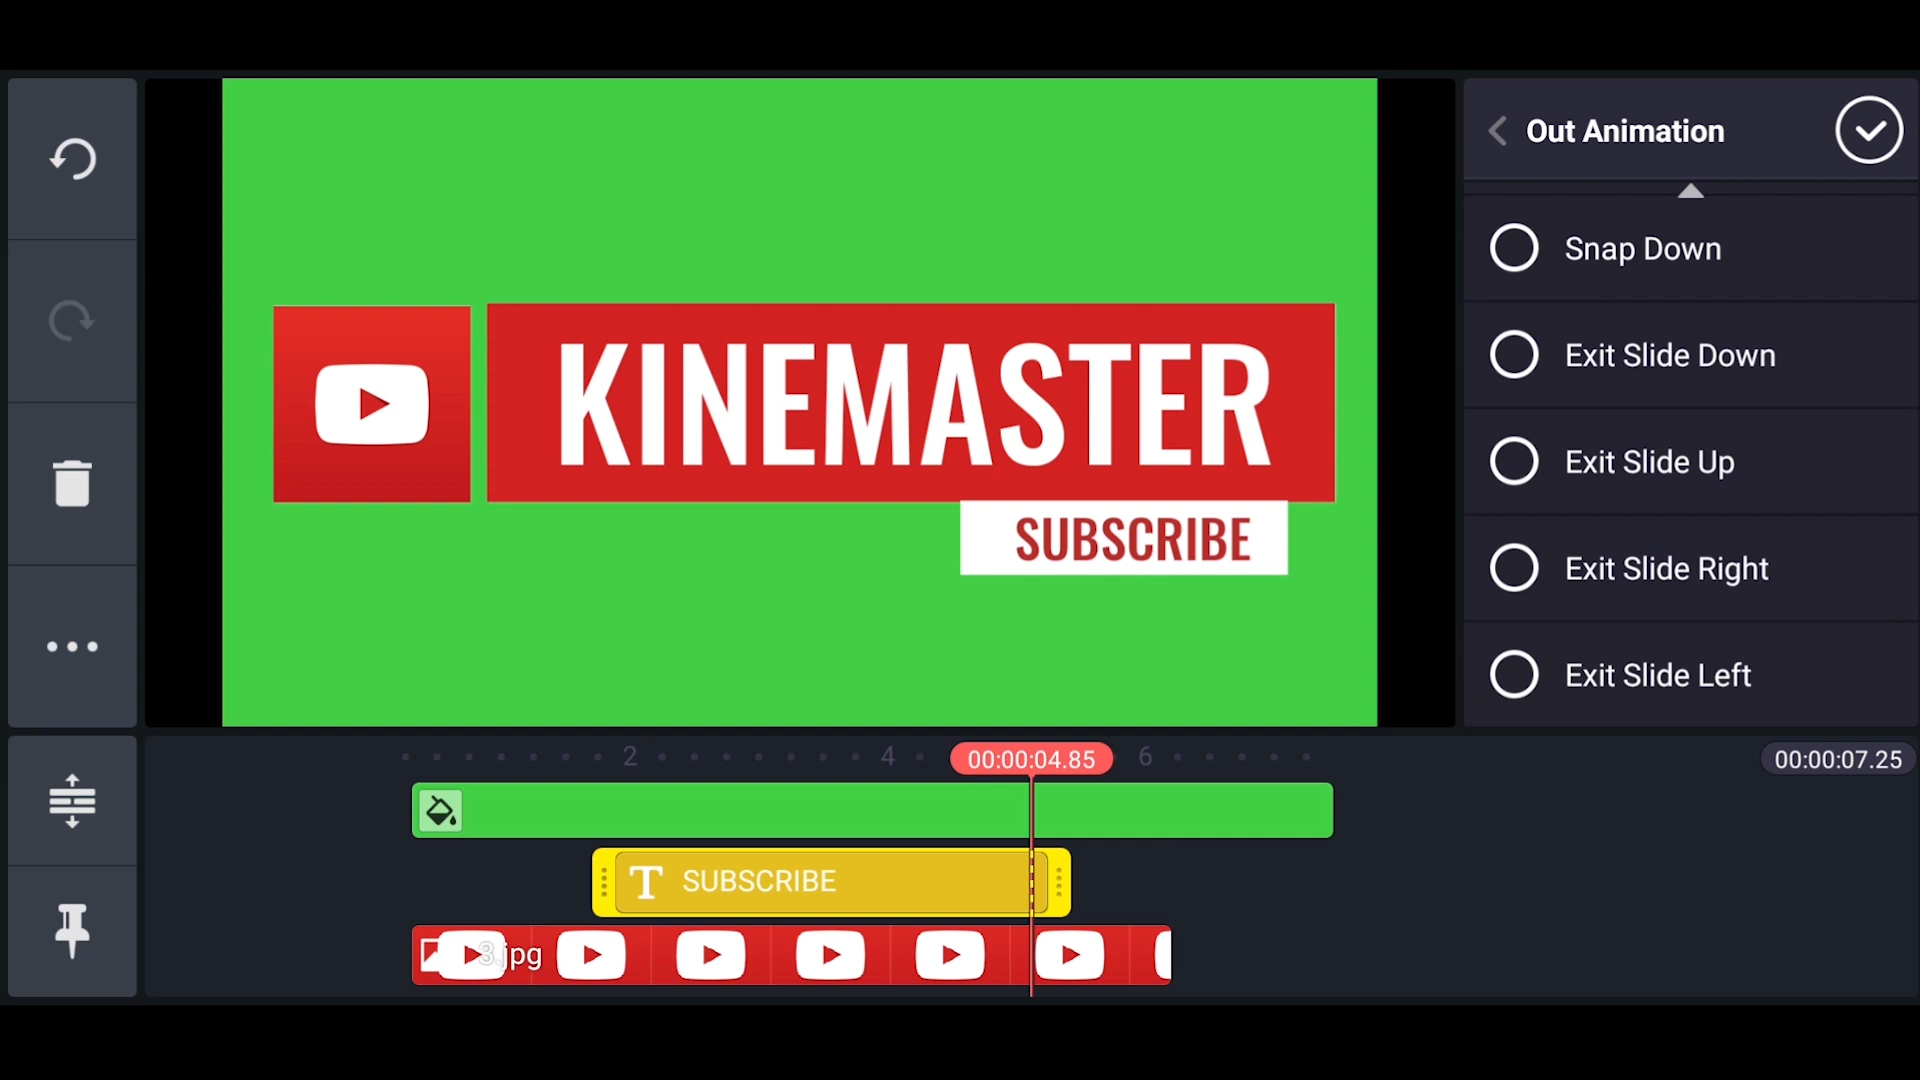 Out Animation
Snap Down
Exit Slide Down
Exit Slide Up
Exit Slide Right
Exit Slide Left
KINEMASTER
SUBSCRIBE
2 4 00:00:04.85 6 00:00:07.25
T SUBSCRIBE
3.jpg